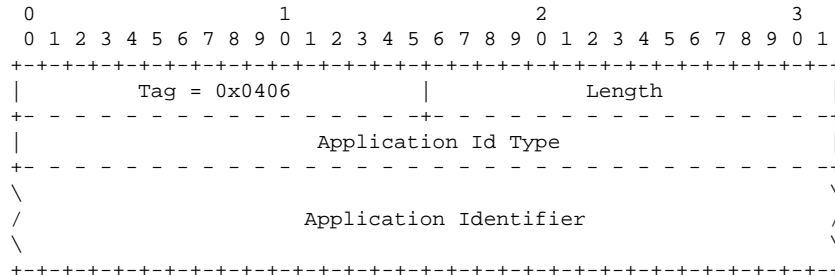 0                   1                   2                   3
 0 1 2 3 4 5 6 7 8 9 0 1 2 3 4 5 6 7 8 9 0 1 2 3 4 5 6 7 8 9 0 1
+-+-+-+-+-+-+-+-+-+-+-+-+-+-+-+-+-+-+-+-+-+-+-+-+-+-+-+-+-+-+-+-
|         Tag = 0x0406          |            Length             |
+- - - - - - - - - - - - - - - -+- - - - - - - - - - - - - - - -+
|                       Application Id Type                     |
+- - - - - - - - - - - - - - - - - - - - - - - - - - - - - - - -+
\                                                               \
/                      Application Identifier                   /
\                                                               \
+-+-+-+-+-+-+-+-+-+-+-+-+-+-+-+-+-+-+-+-+-+-+-+-+-+-+-+-+-+-+-+-